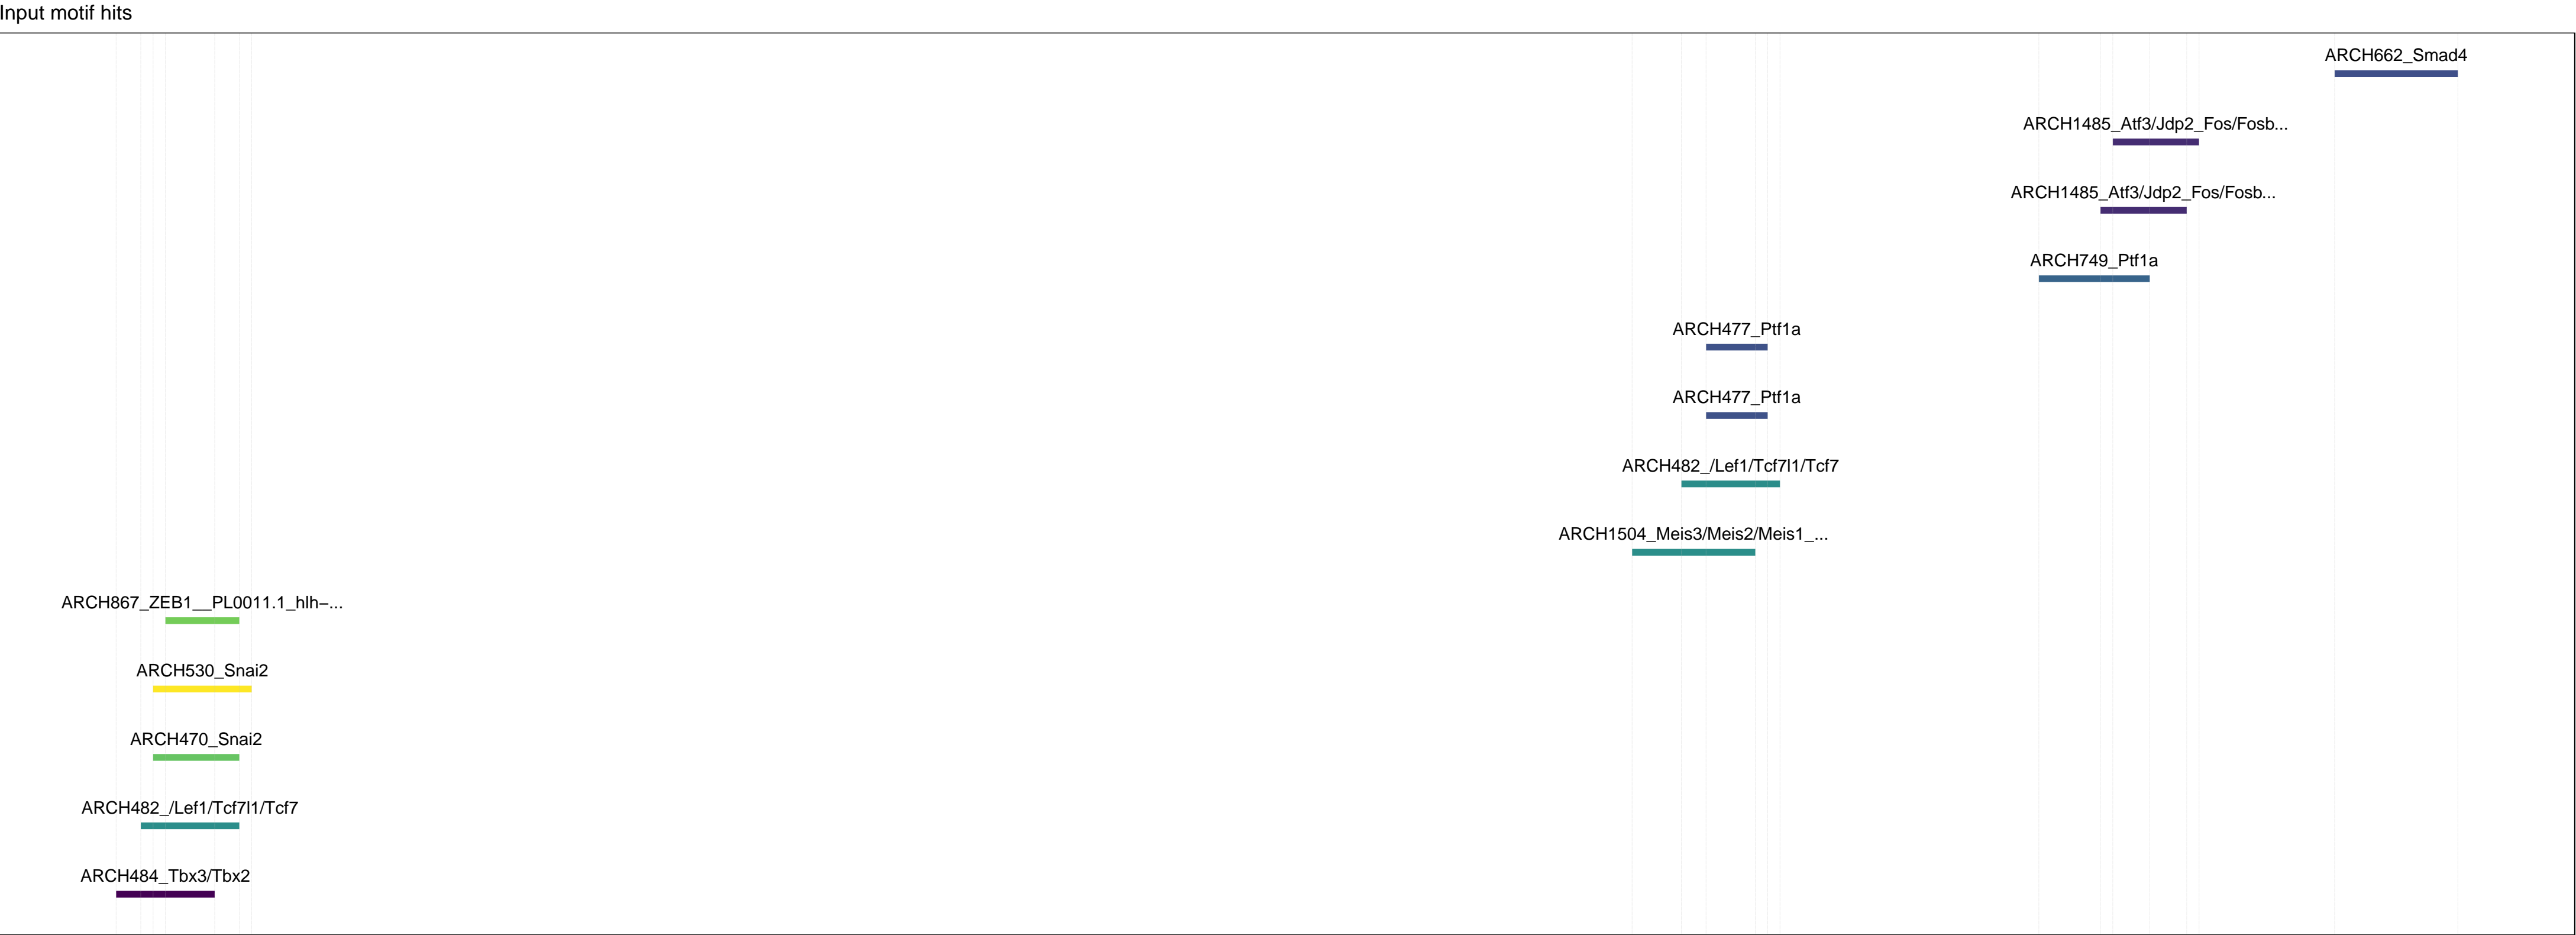 Input motif hits
ARCH662_Smad4
ARCH1485_Atf3/Jdp2_Fos/Fosb...
ARCH1485_Atf3/Jdp2_Fos/Fosb...
ARCH749_Ptf1a
ARCH477_Ptf1a
ARCH477_Ptf1a
ARCH482_/Lef1/Tcf7l1/Tcf7
ARCH1504_Meis3/Meis2/Meis1_...
ARCH867_ZEB1__PL0011.1_hlh−...
ARCH530_Snai2
ARCH470_Snai2
ARCH482_/Lef1/Tcf7l1/Tcf7
ARCH484_Tbx3/Tbx2